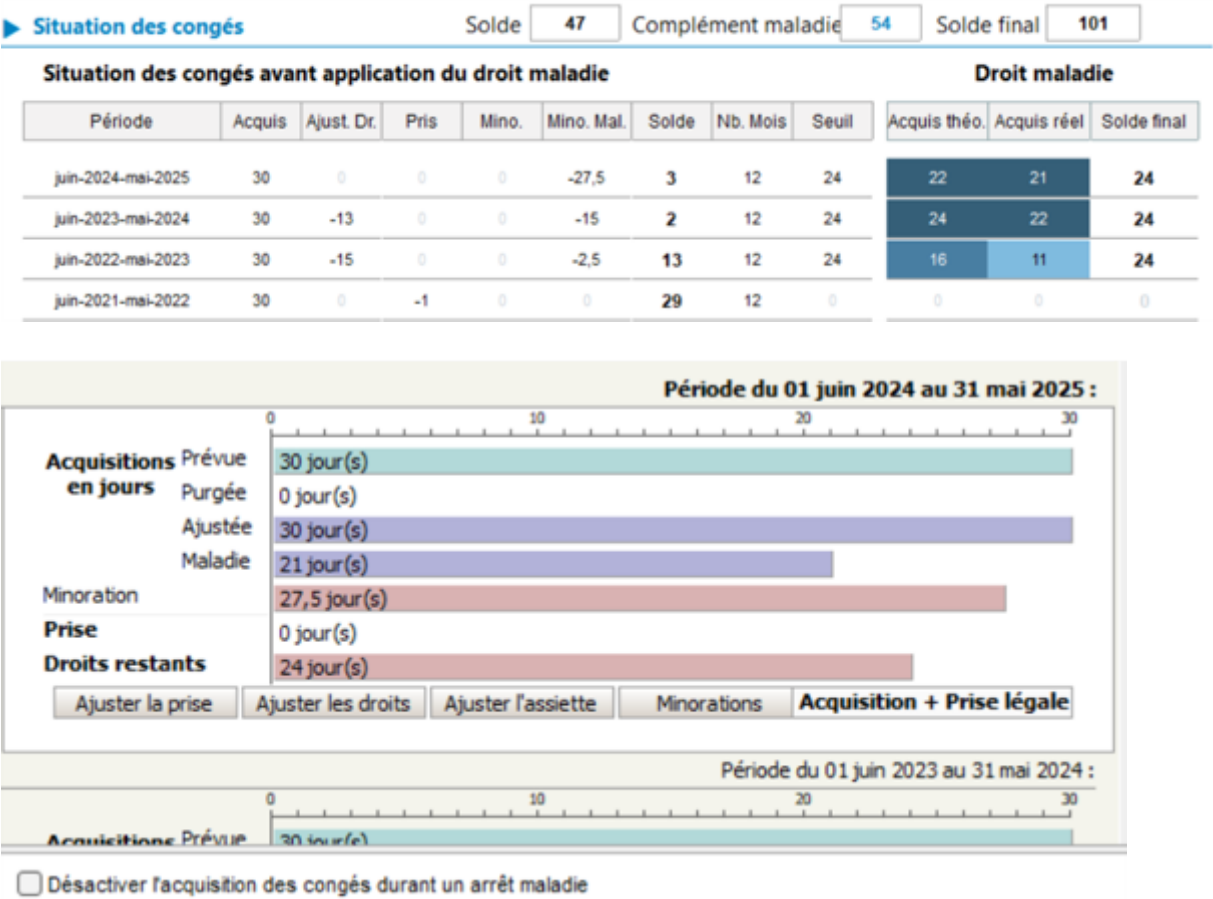 Situation des congés Solde 47 Complément maladie 54 Solde final 101
Situation des congés avant application du droit maladie Droit maladie
Période Acquis Ajust. Dr. Pris Mino. Mino. Mal. Solde Nb. Mois Seuil Acquis théo. Acquis réel Solde final
juin-2024-mai-2025 30 0 0 0 -27,5 3 12 24 22 21 24
juin-2023-mai-2024 30 -13 0 0 -15 2 12 24 24 22 24
juin-2022-mai-2023 30 -15 0 0 -2,5 13 12 24 16 11 24
juin-2021-mai-2022 30 0 -1 0 0 29 12 0 0 0 0
Période du 01 juin 2024 au 31 mai 2025 :
0 10 20 30
Acquisitions en jours
Prévue 30 jour(s)
Purgée 0 jour(s)
Ajustée 30 jour(s)
Maladie 21 jour(s)
Minoration 27,5 jour(s)
Prise 0 jour(s)
Droits restants 24 jour(s)
Ajuster la prise Ajuster les droits Ajuster l'assiette Minorations Acquisition + Prise légale
Période du 01 juin 2023 au 31 mai 2024 :
0 10 20 30
Acquisitions Prévue 30 jour(s)
Désactiver l'acquisition des congés durant un arrêt maladie